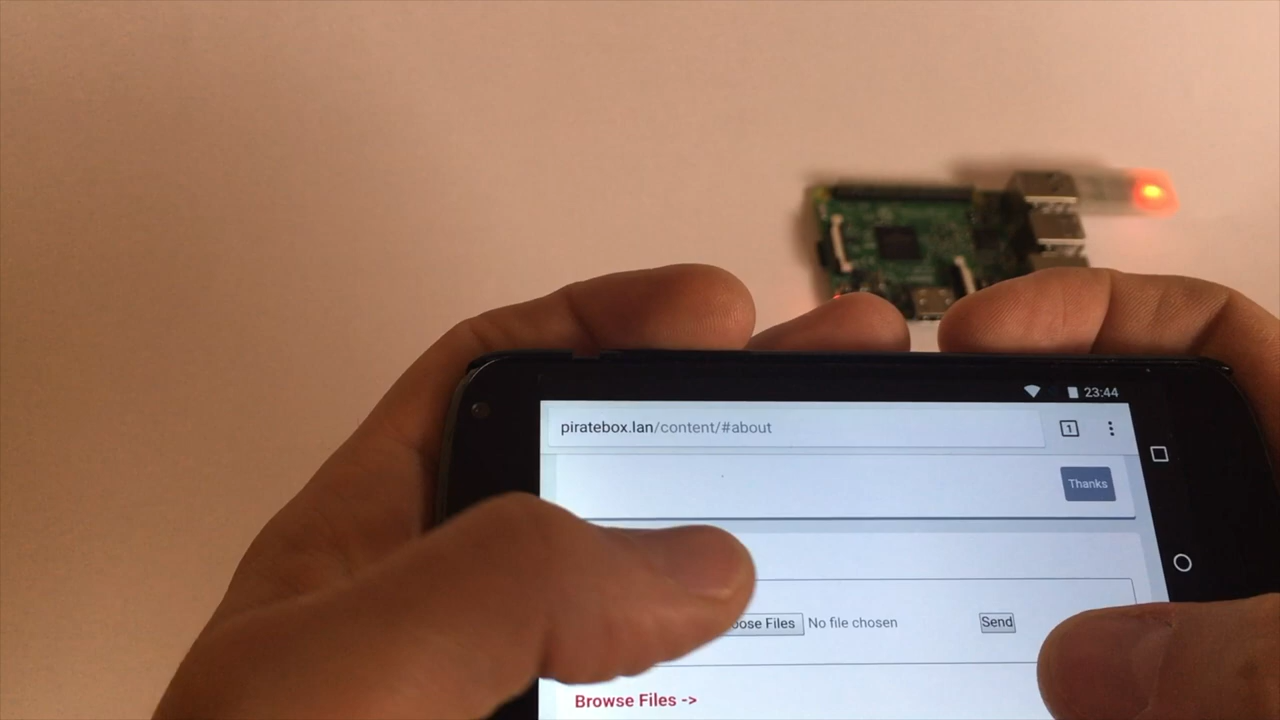 23:44
piratebox.lan/content/#about
1
Thanks
oose Files No file chosen
Send
Browse Files ->